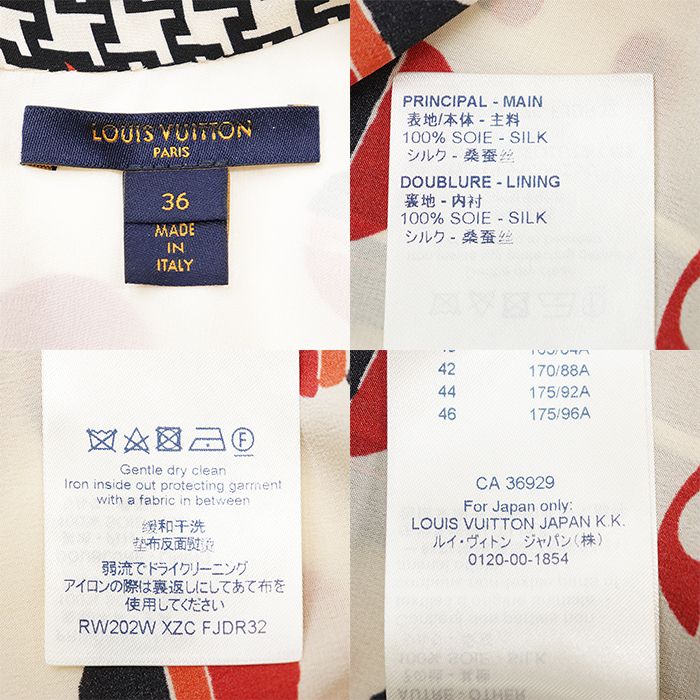 LOUIS VUITTON
PARIS
36
MADE
IN
ITALY
PRINCIPAL - MAIN
表地/本体 - 主料
100% SOIE - SILK
シルク - 桑蚕丝
DOUBLURE - LINING
裏地 - 内衬
100% SOIE - SILK
シルク - 桑蚕丝
Gentle dry clean
Iron inside out protecting garment
with a fabric in between
缓和干洗
垫布反面熨烫
弱流でドライクリーニング
アイロンの際は裏返しにしてあて布を
使用してください
RW202W XZC FJDR32
42 170/88A
44 175/92A
46 175/96A
CA 36929
For Japan only:
LOUIS VUITTON JAPAN K.K.
ルイ・ヴィトン ジャパン(株)
0120-00-1854